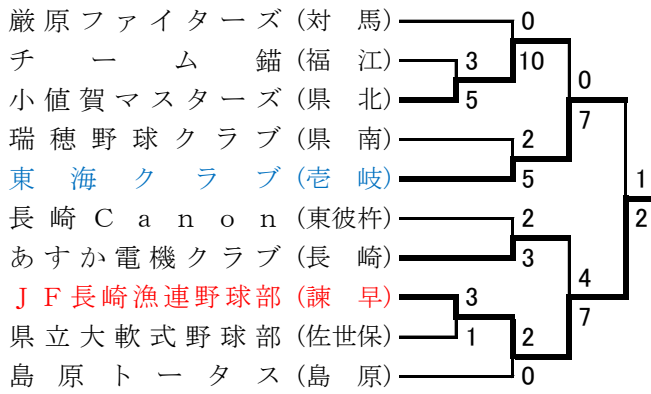 厳原ファイターズ(対 馬) 0
チーム錨(福 江) 3 10 0
小値賀マスターズ(県 北) 5 7
瑞穂野球クラブ(県 南) 2
東海クラブ(壱 岐) 5 1
長崎Canon(東彼杵) 2 2
あすか電機クラブ(長 崎) 3 4
JF長崎漁連野球部(諫 早) 3 7
県立大軟式野球部(佐世保) 1 2
島原トータス(島 原) 0